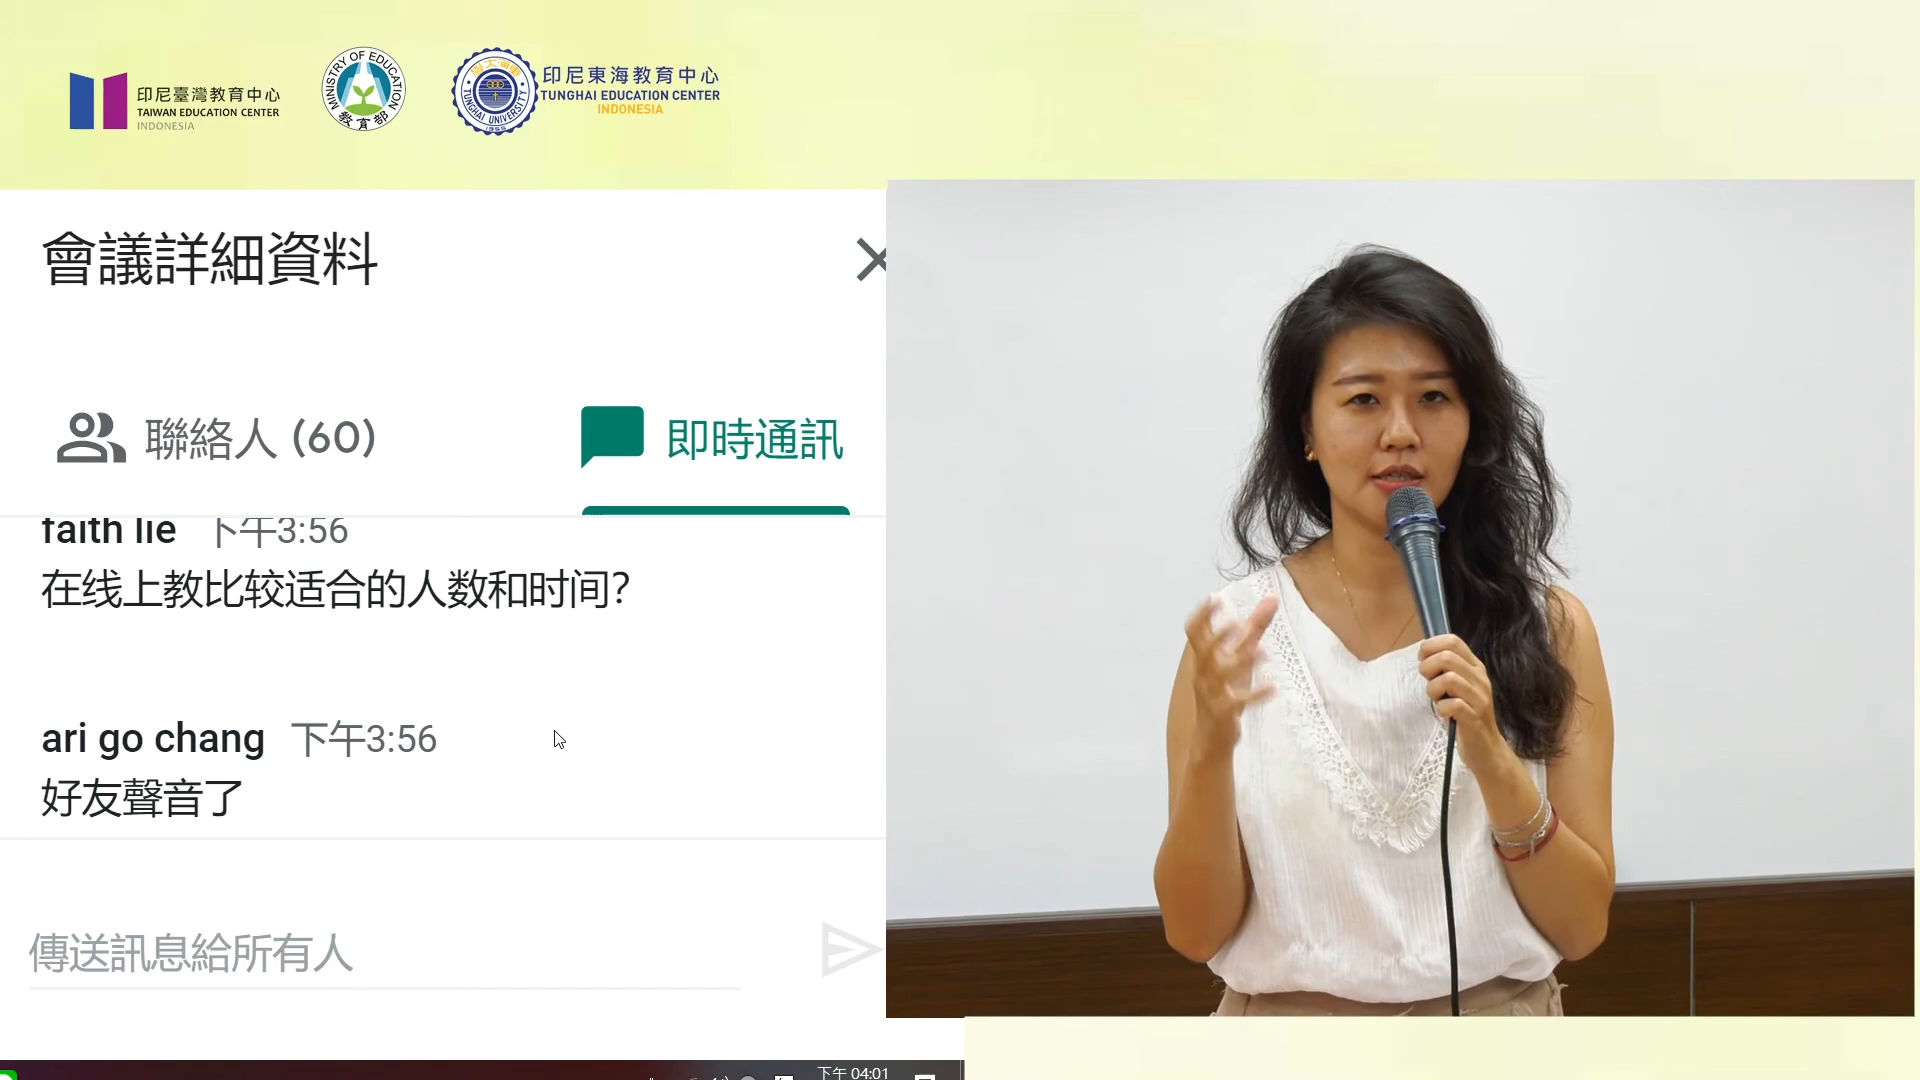 印尼臺灣教育中心
TAIWAN EDUCATION CENTER
INDONESIA
MINISTRY OF EDUCATION
教育部
TUNGHAI UNIVERSITY
1955
印尼東海教育中心
TUNGHAI EDUCATION CENTER
INDONESIA
會議詳細資料
聯絡人 (60)
即時通訊
faith lie 下午3:56
在线上教比较适合的人数和时间?
ari go chang 下午3:56
好友聲音了
傳送訊息給所有人
下午 04:01